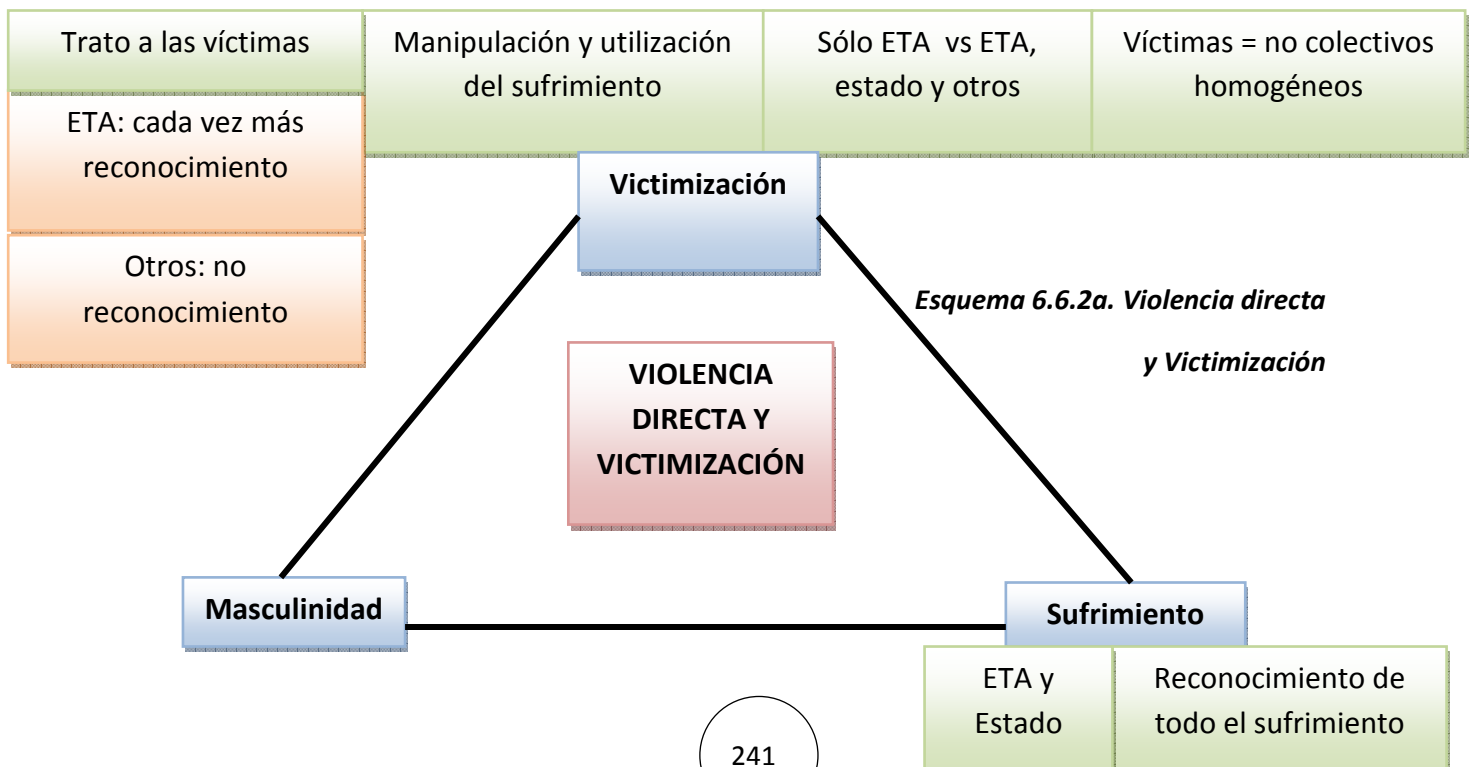 Trato a las víctimas
Manipulación y utilización
del sufrimiento
Sólo ETA vs ETA,
estado y otros
Víctimas = no colectivos
homogéneos
ETA: cada vez más
reconocimiento
Otros: no
reconocimiento
Victimización
Esquema 6.6.2a. Violencia directa
y Victimización
VIOLENCIA
DIRECTA Y
VICTIMIZACIÓN
Masculinidad
Sufrimiento
ETA y
Estado
Reconocimiento de
todo el sufrimiento
241